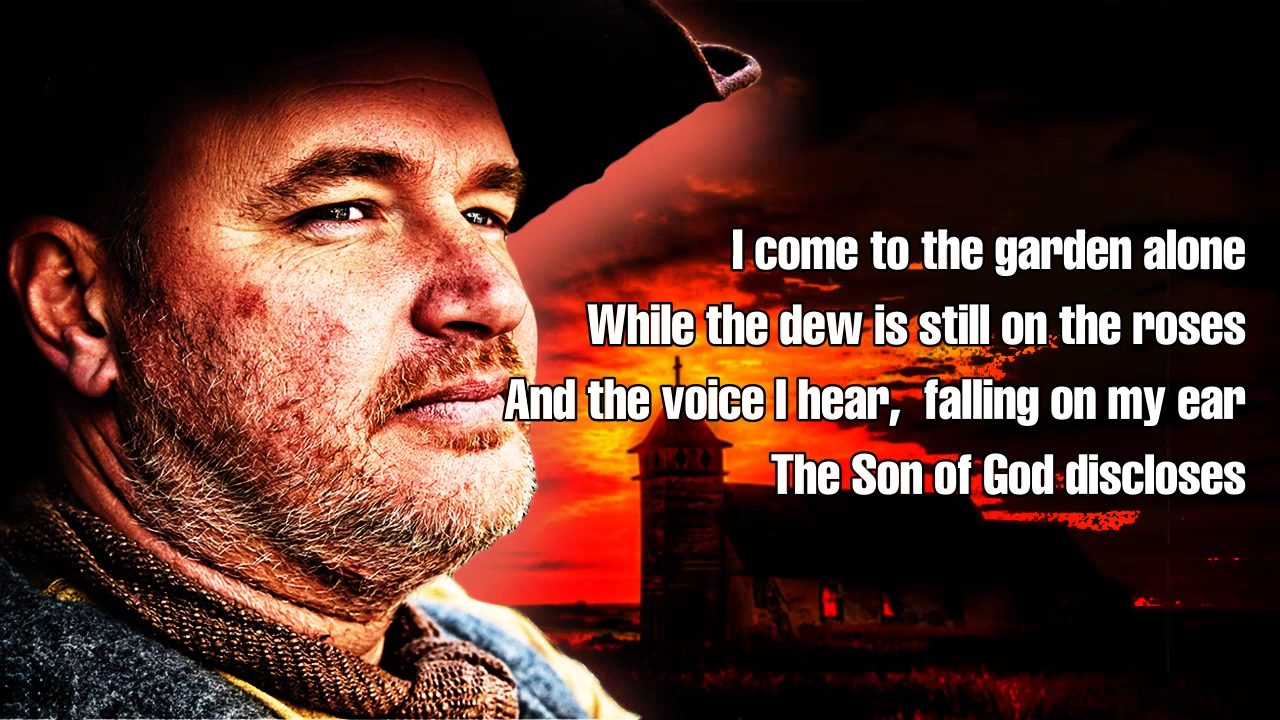 I come to the garden alone
While the dew is still on the roses
And the voice I hear,  falling on my ear
The Son of God discloses